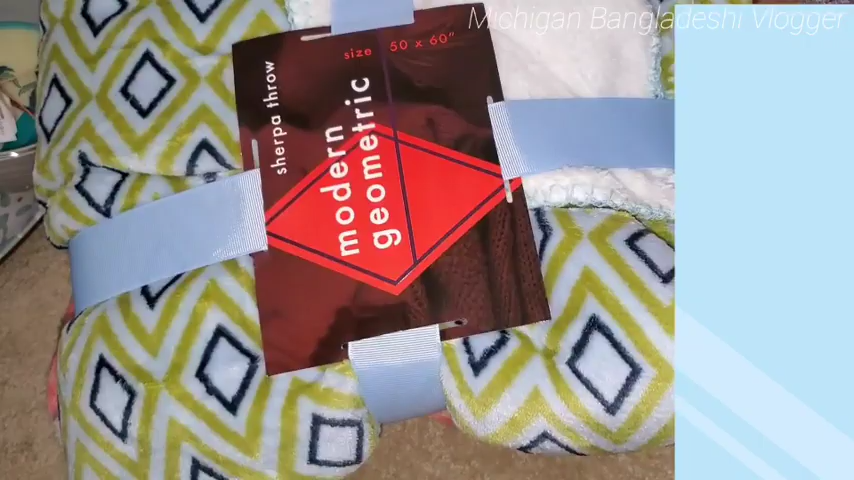 Michigan Bangladeshi Vlogger
size 50 x 60"
sherpa throw
modern
geometric